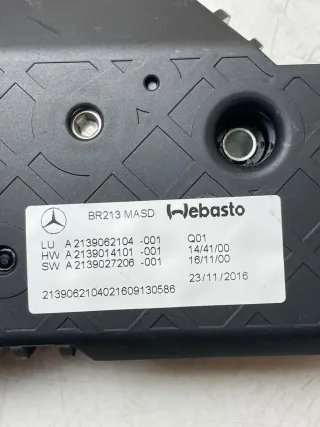 BR213 MASD Webasto
LU A 2139062104 -001 Q01
HW A 2139014101 -001 14/41/00
SW A 2139027206 -001 16/11/00
23/11/2016
2139062104021609130586